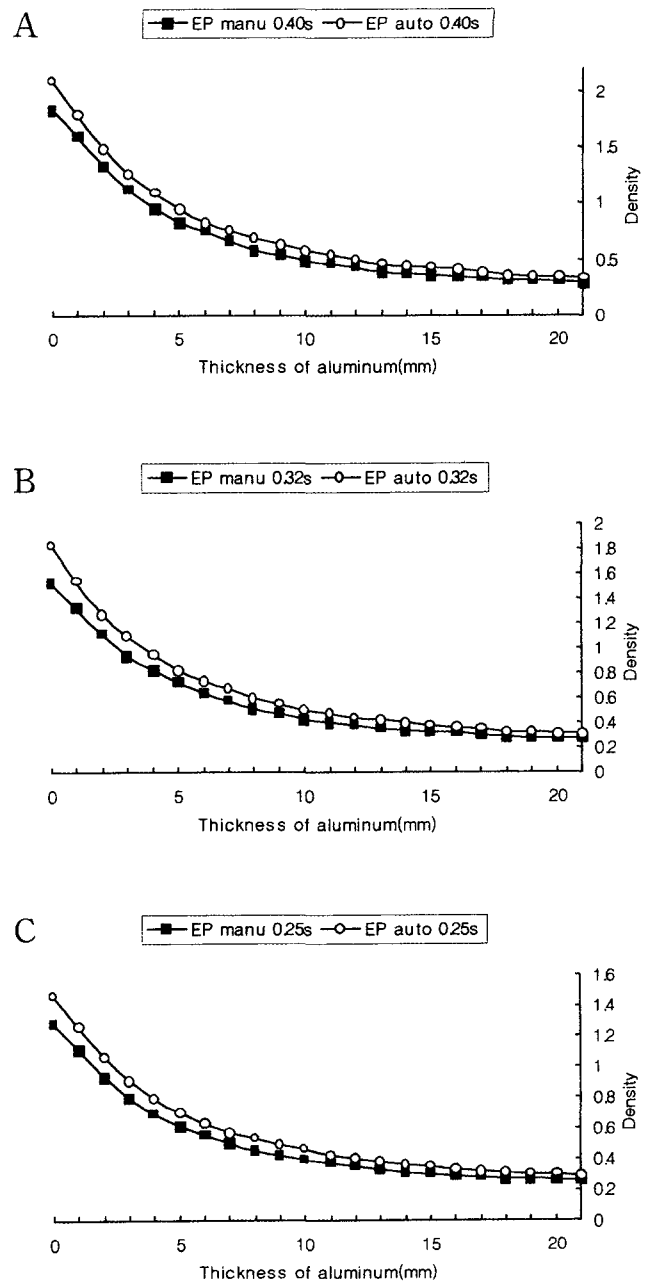 A
EP manu 0.40s EP auto 0.40s
2
1.5
1
0.5
0
Density
0 5 10 15 20
Thickness of aluminum(mm)
B
EP manu 0.32s EP auto 0.32s
2
1.8
1.6
1.4
1.2
1
0.8
0.6
0.4
0.2
0
Density
0 5 10 15 20
Thickness of aluminum(mm)
C
EP manu 0.25s EP auto 0.25s
1.6
1.4
1.2
1
0.8
0.6
0.4
0.2
0
Density
0 5 10 15 20
Thickness of aluminum(mm)